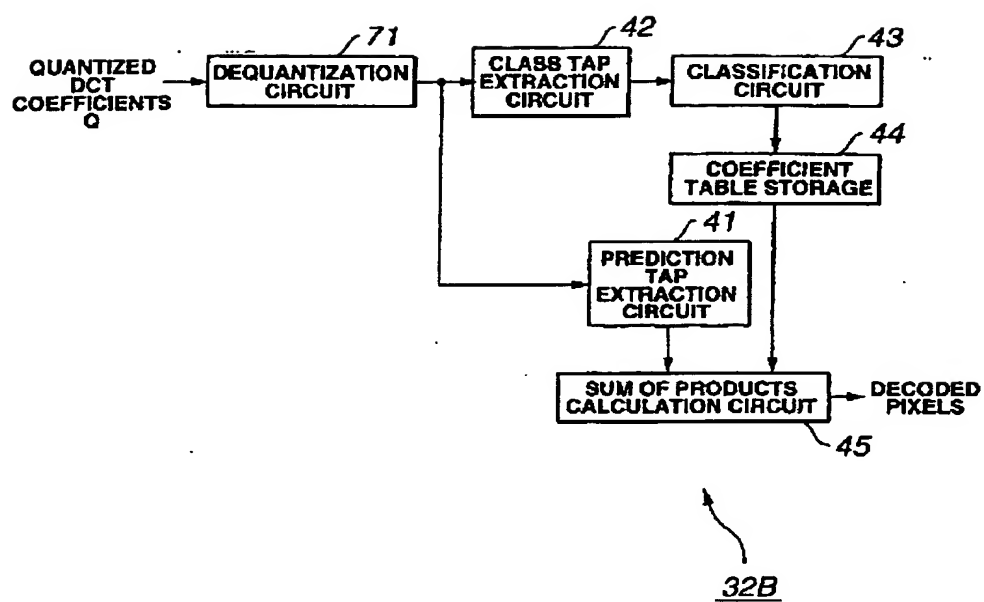 71
42
43
QUANTIZED
DCT
COEFFICIENTS
Q
DEQUANTIZATION
CIRCUIT
CLASS TAP
EXTRACTION
CIRCUIT
CLASSIFICATION
CIRCUIT
44
COEFFICIENT
TABLE STORAGE
41
PREDICTION
TAP
EXTRACTION
CIRCUIT
SUM OF PRODUCTS
CALCULATION CIRCUIT
DECODED
PIXELS
45
32B